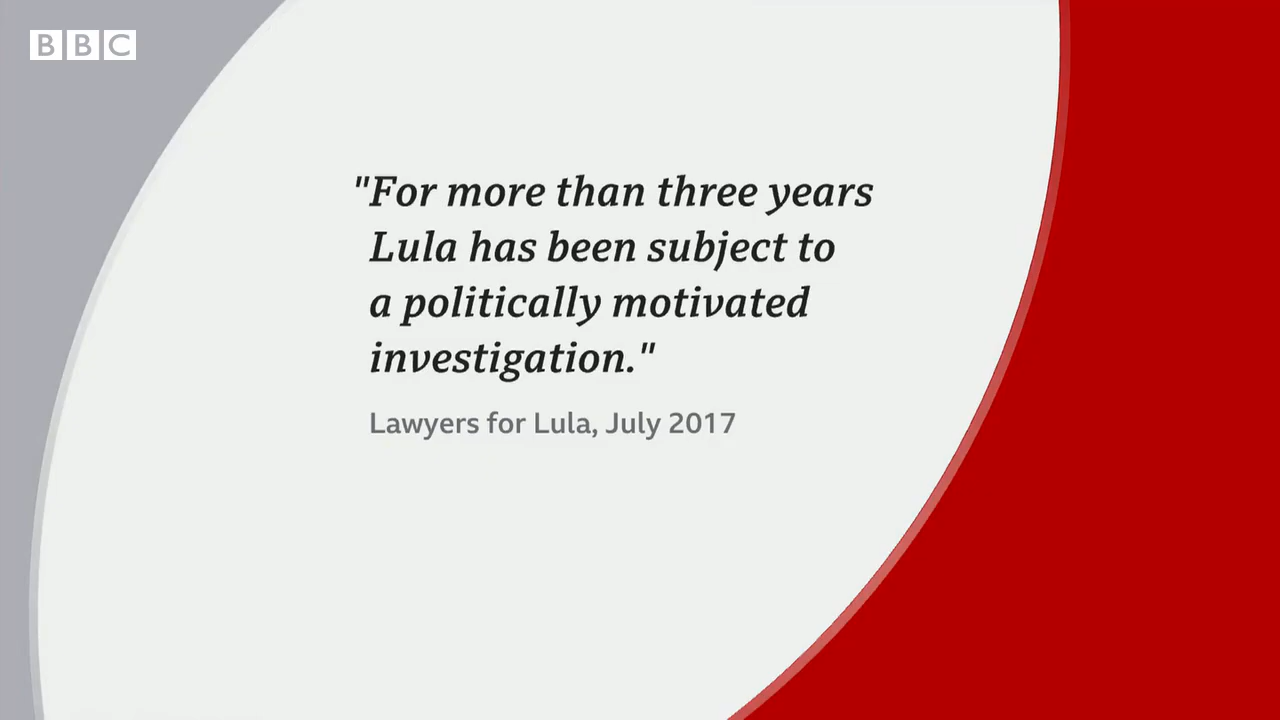 BBC
"For more than three years
Lula has been subject to
a politically motivated
investigation."
Lawyers for Lula, July 2017